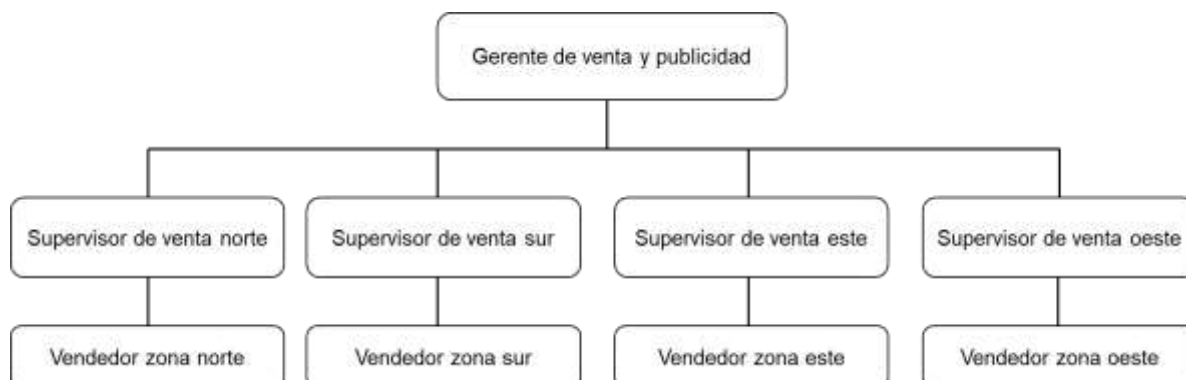 Gerente de venta y publicidad
Supervisor de venta norte
Supervisor de venta sur
Supervisor de venta este
Supervisor de venta oeste
Vendedor zona norte
Vendedor zona sur
Vendedor zona este
Vendedor zona oeste